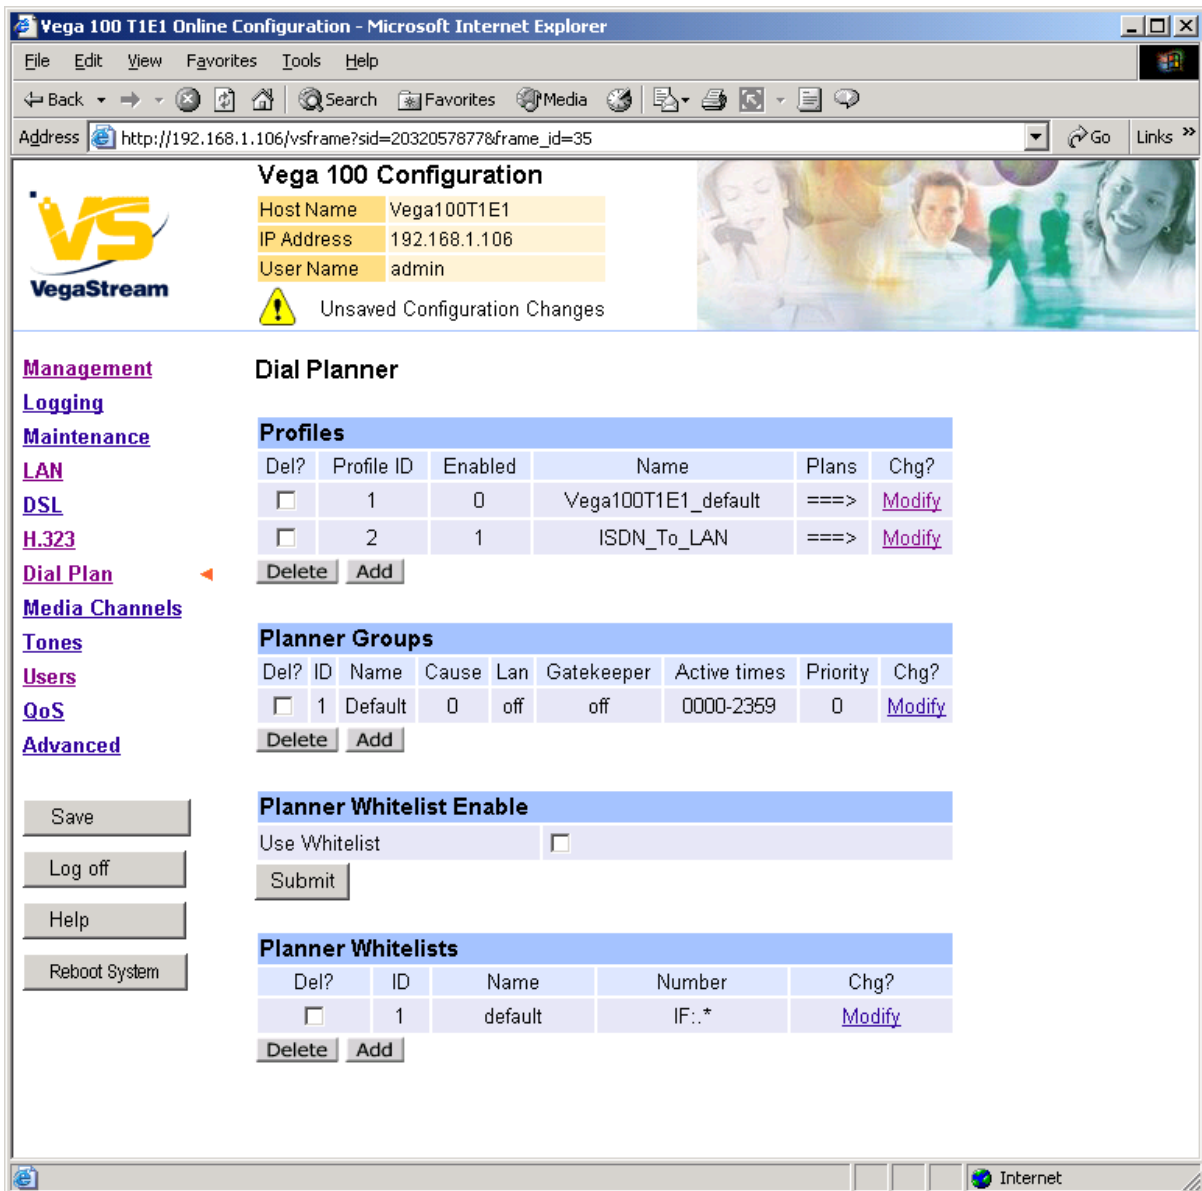 Vega 100 T1E1 Online Configuration - Microsoft Internet Explorer
File Edit View Favorites Tools Help
Back Search Favorites Media
Address http://192.168.1.106/vsframe?sid=2032057877&frame_id=35 Go Links »
VS
VegaStream
Vega 100 Configuration
Host Name Vega100T1E1
IP Address 192.168.1.106
User Name admin
! Unsaved Configuration Changes
Management
Logging
Maintenance
LAN
DSL
H.323
Dial Plan
Media Channels
Tones
Users
QoS
Advanced
Save
Log off
Help
Reboot System
Dial Planner
Profiles
Del? Profile ID Enabled Name Plans Chg?
1 0 Vega100T1E1_default ===> Modify
2 1 ISDN_To_LAN ===> Modify
Delete Add
Planner Groups
Del? ID Name Cause Lan Gatekeeper Active times Priority Chg?
1 Default 0 off off 0000-2359 0 Modify
Delete Add
Planner Whitelist Enable
Use Whitelist
Submit
Planner Whitelists
Del? ID Name Number Chg?
1 default IF:.* Modify
Delete Add
Internet